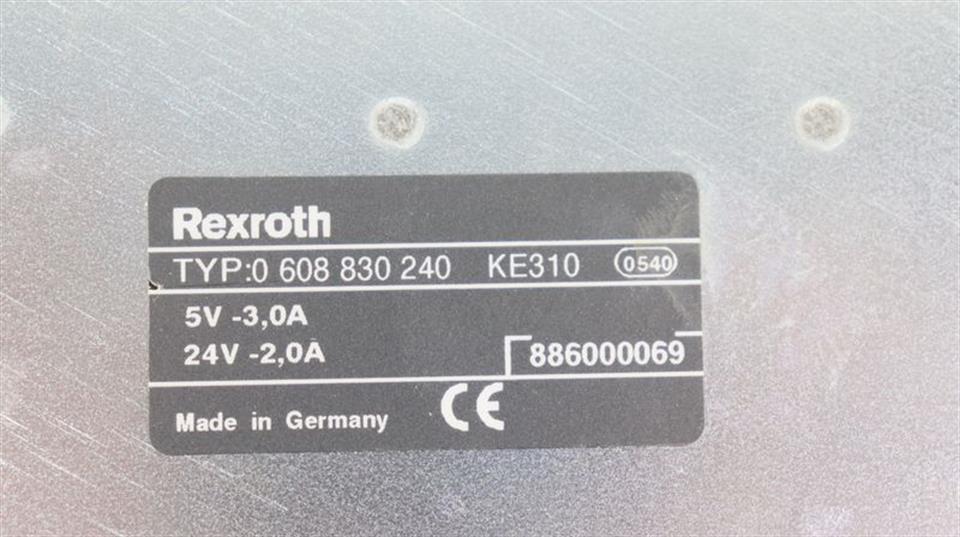 Rexroth
TYP:0 608 830 240 KE310 0540
5V -3,0A
24V -2,0A
886000069
Made in Germany CE